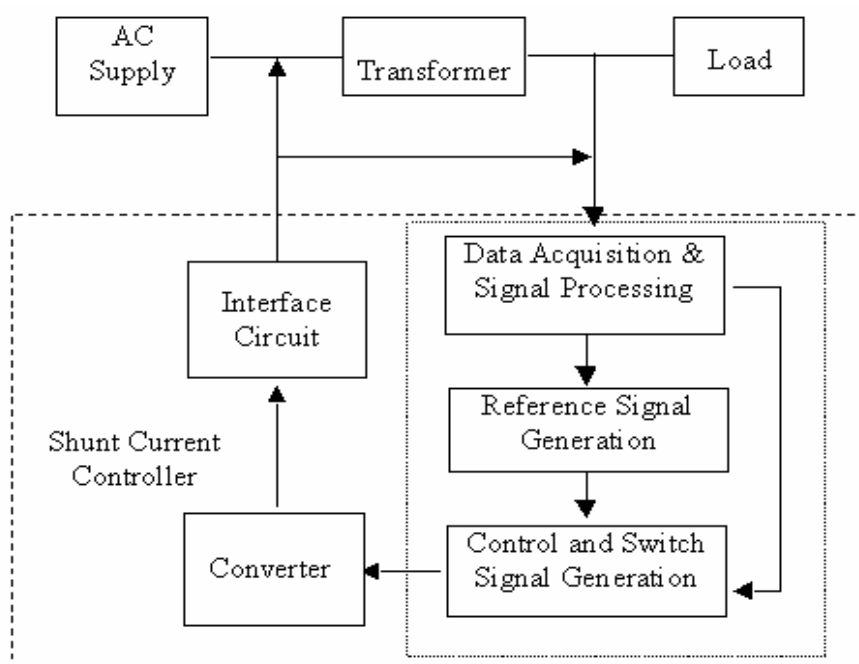 AC
Supply
Transformer
Load
Data Acquisition &
Signal Processing
Interface
Circuit
Reference Signal
Generation
Shunt Current
Controller
Control and Switch
Signal Generation
Converter